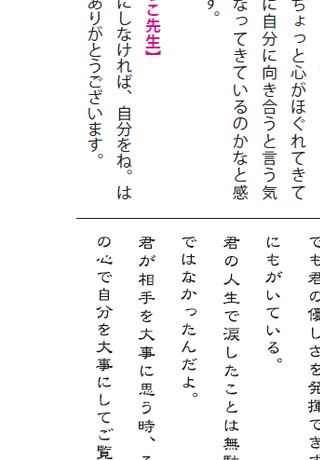 ちょっと心がほぐれてきて
に自分に向き合うと言う気
なってきているのかなと感
す。
こ先生】
にしなければ、自分をね。は
ありがとうございます。
でも君の優しさを発揮でき
にもがいている。
君の人生で涙したことは無駄
ではなかったんだよ。
君が相手を大事に思う時、そ
の心で自分を大事にしてご覧